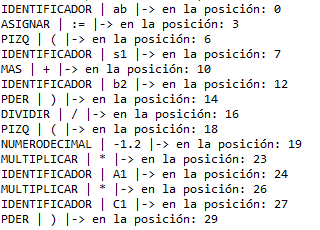 IDENTIFICADOR | ab |-> en la posición: 0
ASIGNAR | := |-> en la posición: 3
PIZQ | ( |-> en la posición: 6
IDENTIFICADOR | s1 |-> en la posición: 7
MAS | + |-> en la posición: 10
IDENTIFICADOR | b2 |-> en la posición: 12
PDER | ) |-> en la posición: 14
DIVIDIR | / |-> en la posición: 16
PIZQ | ( |-> en la posición: 18
NUMERODECIMAL | -1.2 |-> en la posición: 19
MULTIPLICAR | * |-> en la posición: 23
IDENTIFICADOR | A1 |-> en la posición: 24
MULTIPLICAR | * |-> en la posición: 26
IDENTIFICADOR | C1 |-> en la posición: 27
PDER | ) |-> en la posición: 29